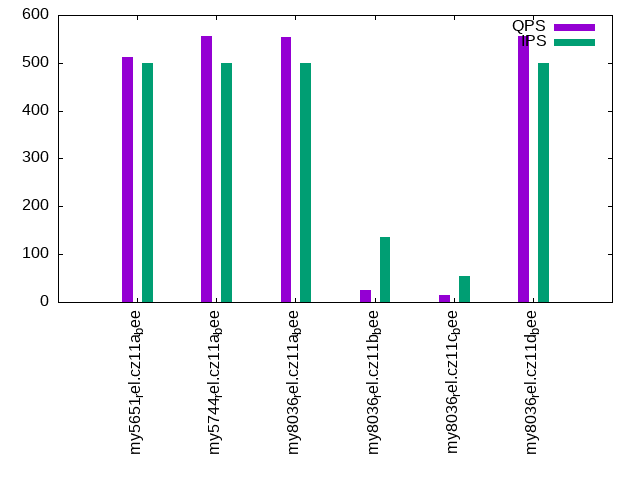 600
500
400
300
200
100
0
QPS
IPS
my5651rel.cz11abee
my5744rel.cz11abee
my8036rel.cz11abee
my8036rel.cz11bbee
my8036rel.cz11cbee
my8036rel.cz11dbee